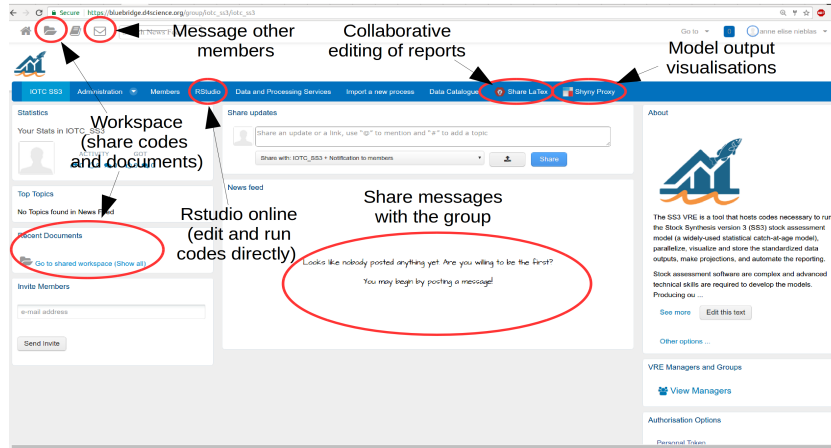 Secure https://bluebridge.d4science.org/group/iotc_ss3/iotc_ss3
Message other
members
Collaborative
editing of reports
Go to
0
anne elise nieblas
Model output
visualisations
IOTC SS3
Administration
Members
RStudio
Data and Processing Services
Import a new process
Data Catalogue
Share LaTex
Shyny Proxy
Statistics
Your Stats in IOTC_SS3
ACTIVITY GOT
Workspace
(share codes
and documents)
Top Topics
No Topics found in News Feed
Recent Documents
Go to shared workspace (Show all)
Invite Members
e-mail address
Send Invite
Rstudio online
(edit and run
codes directly)
Share updates
Share an update or a link, use "@" to mention and "#" to add a topic
Share with: IOTC_SS3 + Notification to members
Share
News feed
Share messages
with the group
Looks like nobody posted anything yet. Are you willing to be the first?
You may begin by posting a message!
About
The SS3 VRE is a tool that hosts codes necessary to run
the Stock Synthesis version 3 (SS3) stock assessment
model (a widely-used statistical catch-at-age model),
parallelize, visualize and store the standardized data
outputs, make projections, and automate the reporting.
Stock assessment software are complex and advanced
technical skills are required to develop the models.
Producing ou ...
See more
Edit this text
Other options ...
VRE Managers and Groups
View Managers
Authorisation Options
Personal Token